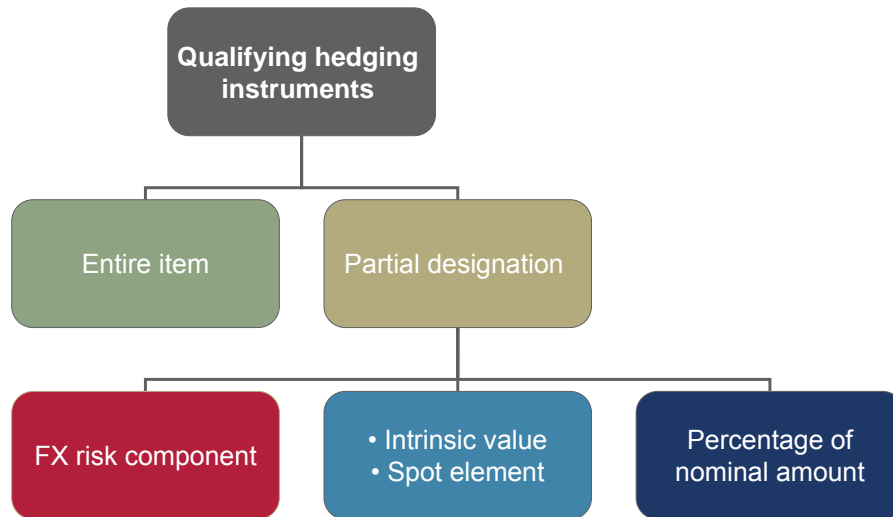 Qualifying hedging
instruments
Entire item
Partial designation
FX risk component
• Intrinsic value
• Spot element
Percentage of
nominal amount